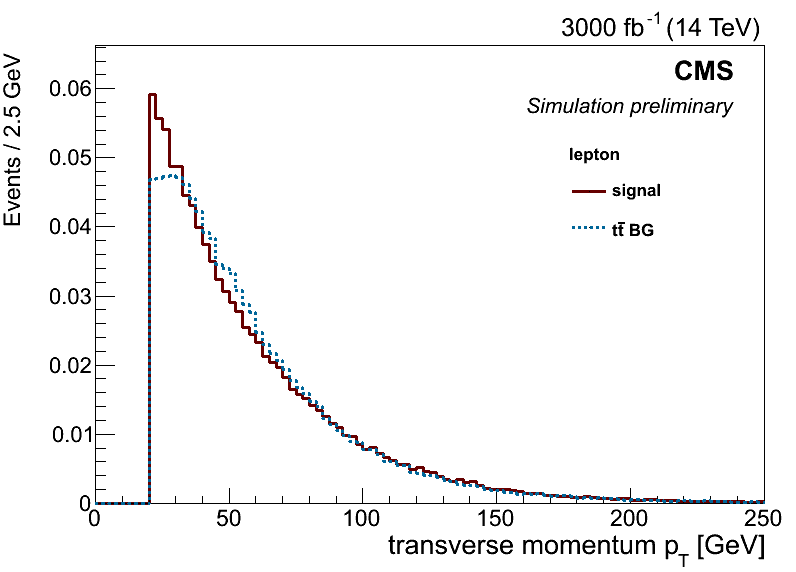 3000 fb⁻¹ (14 TeV)
CMS
Simulation preliminary
lepton
signal
tt̄ BG
Events / 2.5 GeV
0.06
0.05
0.04
0.03
0.02
0.01
0
0 50 100 150 200 250
transverse momentum p_T [GeV]